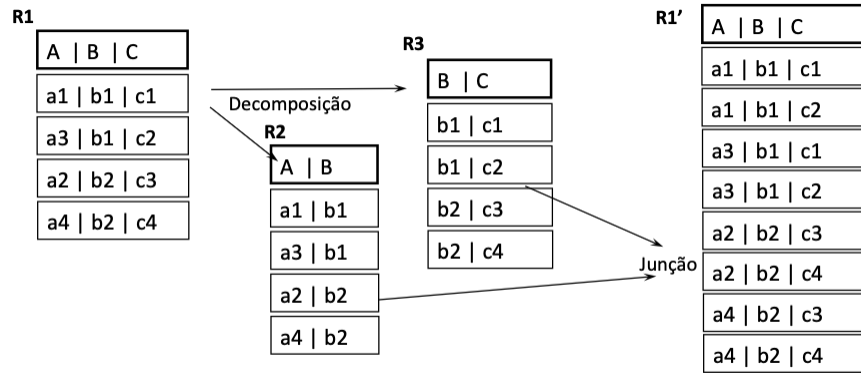 R1
A | B | C
a1 | b1 | c1
a3 | b1 | c2
a2 | b2 | c3
a4 | b2 | c4
Decomposição
R2
A | B
a1 | b1
a3 | b1
a2 | b2
a4 | b2
R3
B | C
b1 | c1
b1 | c2
b2 | c3
b2 | c4
Junção
R1’
A | B | C
a1 | b1 | c1
a1 | b1 | c2
a3 | b1 | c1
a3 | b1 | c2
a2 | b2 | c3
a2 | b2 | c4
a4 | b2 | c3
a4 | b2 | c4